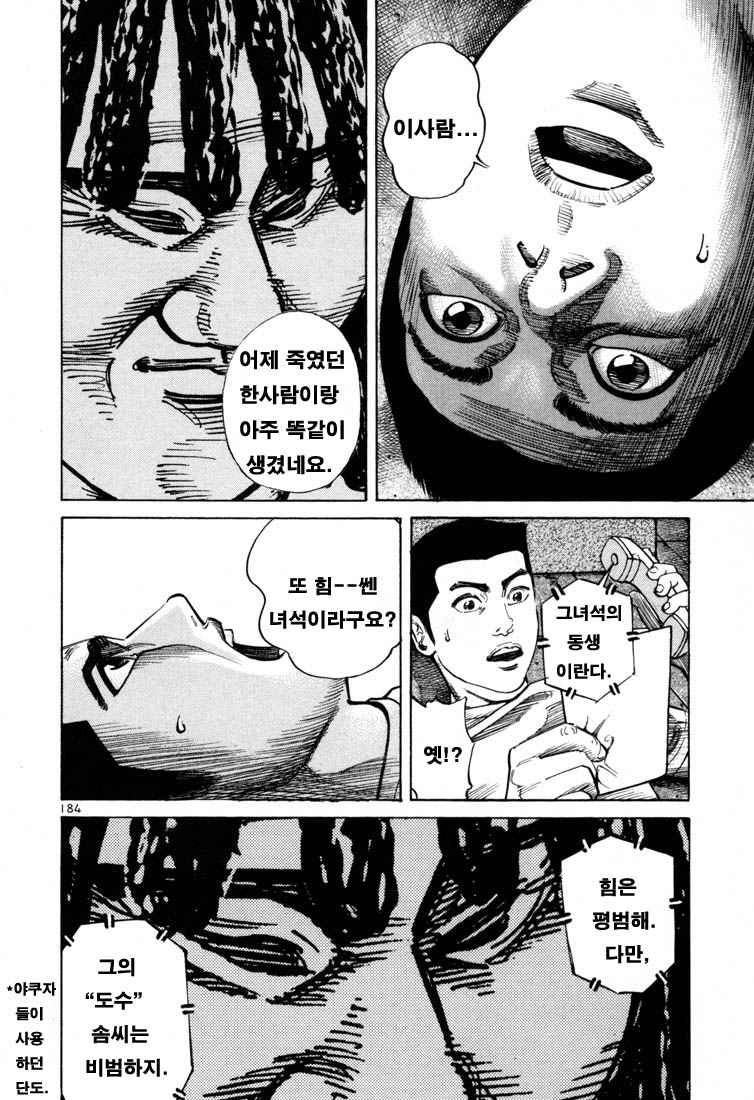 이사람...
어제 죽였던
한사람이랑
아주 똑같이
생겼네요.
그녀석의
동생
이란다.
옛!?
또 힘--쎈
녀석이라구요?
184
힘은
평범해.
다만,
그의
“도수”
솜씨는
비범하지.
*야쿠자
들이
사용
하던
단도.